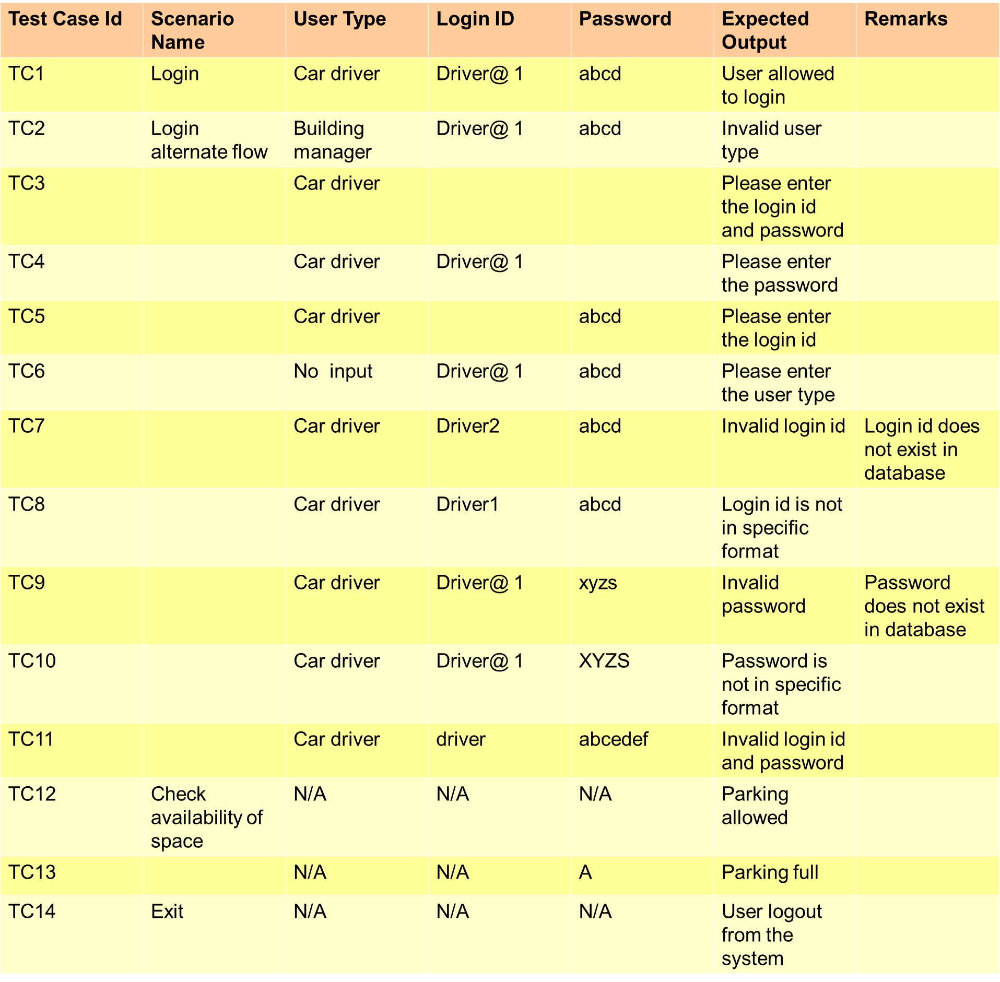 Test Case Id
Scenario
Name
User Type
Login ID
Password
Expected
Output
Remarks
TC1
Login
Car driver
Driver@ 1
abcd
User allowed
to login
TC2
Login
alternate flow
Building
manager
Driver@ 1
abcd
Invalid user
type
TC3
Car driver
Please enter
the login id
and password
TC4
Car driver
Driver@ 1
Please enter
the password
TC5
Car driver
abcd
Please enter
the login id
TC6
No  input
Driver@ 1
abcd
Please enter
the user type
TC7
Car driver
Driver2
abcd
Invalid login id
Login id does
not exist in
database
TC8
Car driver
Driver1
abcd
Login id is not
in specific
format
TC9
Car driver
Driver@ 1
xyzs
Invalid
password
Password
does not exist
in database
TC10
Car driver
Driver@ 1
XYZS
Password is
not in specific
format
TC11
Car driver
driver
abcedef
Invalid login id
and password
TC12
Check
availability of
space
N/A
N/A
N/A
Parking
allowed
TC13
N/A
N/A
A
Parking full
TC14
Exit
N/A
N/A
N/A
User logout
from the
system